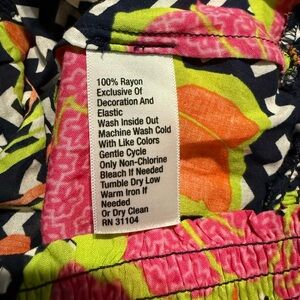 100% Rayon
Exclusive Of
Decoration And
Elastic
Wash Inside Out
Machine Wash Cold
With Like Colors
Gentle Cycle
Only Non-Chlorine
Bleach If Needed
Tumble Dry Low
Warm Iron If
Needed
Or Dry Clean
RN 31104